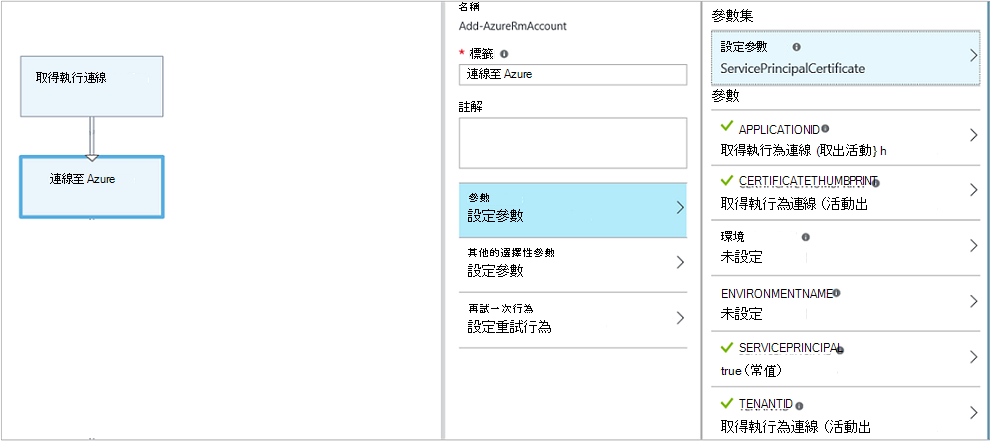 取得執行連線
連線至 Azure
名稱
Add-AzureRmAccount
* 標籤
連線至 Azure
註解
參數
設定參數
其他的選擇性參數
設定參數
再試一次行為
設定重試行為
參數集
設定參數
ServicePrincipalCertificate
參數
APPLICATIONID
取得執行為連線 (取出活動} h
CERTIFICATETHUMBPRINT
取得執行為連線 (活動出
環境
未設定
ENVIRONMENTNAME
未設定
SERVICEPRINCIPAL
true (常值)
TENANTID
取得執行為連線 (活動出